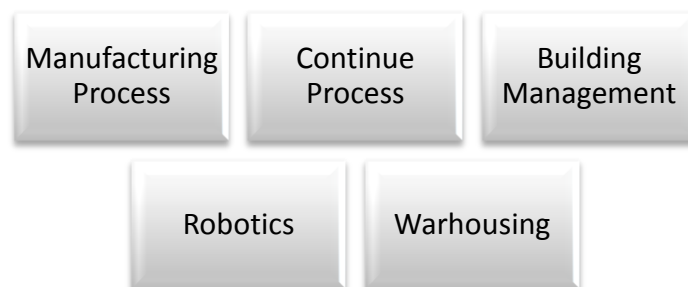 Manufacturing
Process
Continue
Process
Building
Management
Robotics
Warhousing